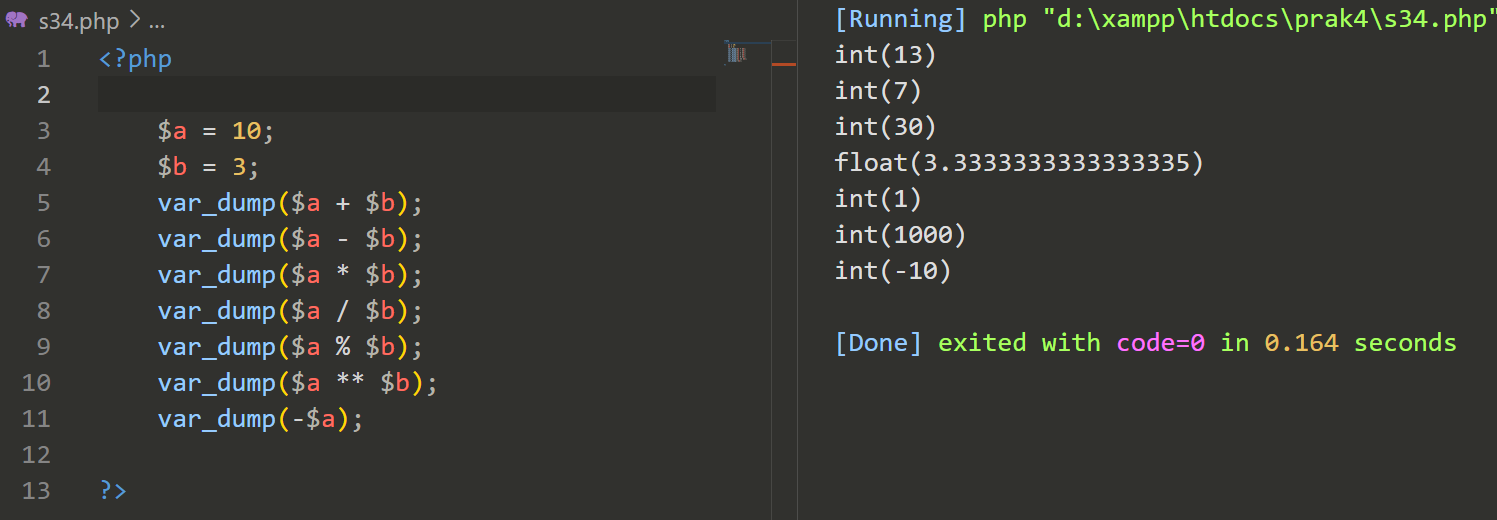 s34.php > ...
1 <?php
2
3     $a = 10;
4     $b = 3;
5     var_dump($a + $b);
6     var_dump($a - $b);
7     var_dump($a * $b);
8     var_dump($a / $b);
9     var_dump($a % $b);
10     var_dump($a ** $b);
11     var_dump(-$a);
12
13 ?>
[Running] php "d:\xampp\htdocs\prak4\s34.php"
int(13)
int(7)
int(30)
float(3.3333333333333335)
int(1)
int(1000)
int(-10)
[Done] exited with code=0 in 0.164 seconds